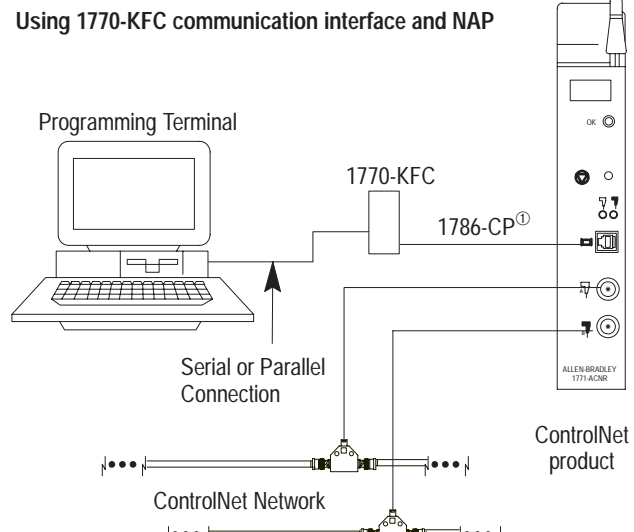 Using 1770-KFC communication interface and NAP
OK
Programming Terminal
1770-KFC
1786-CP①
A
B
Serial or Parallel
Connection
ALLEN-BRADLEY
1771-ACNR
ControlNet
product
ControlNet Network